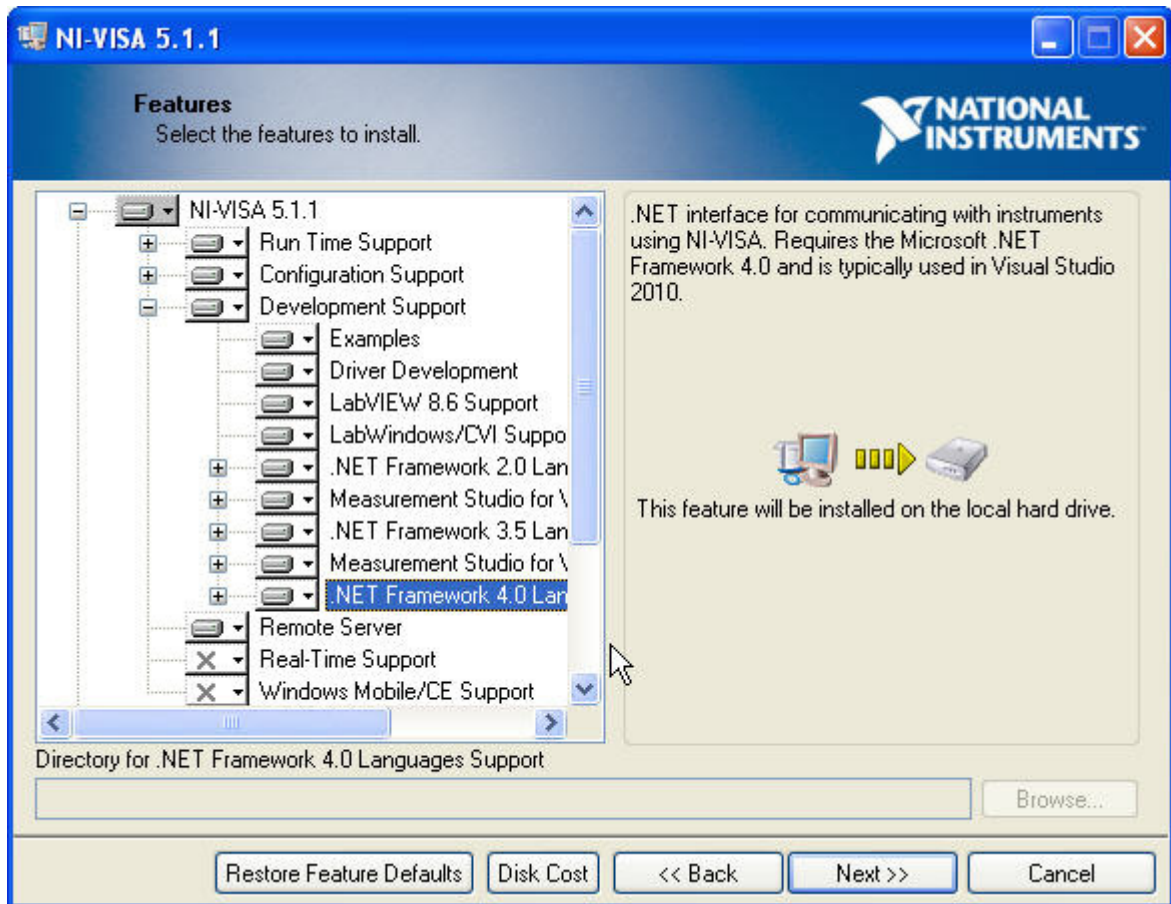 NI-VISA 5.1.1
Features
Select the features to install.
NATIONAL
INSTRUMENTS
NI-VISA 5.1.1
Run Time Support
Configuration Support
Development Support
Examples
Driver Development
LabVIEW 8.6 Support
LabWindows/CVI Suppo
.NET Framework 2.0 Lan
Measurement Studio for V
.NET Framework 3.5 Lan
Measurement Studio for V
.NET Framework 4.0 Lan
Remote Server
Real-Time Support
Windows Mobile/CE Support
.NET interface for communicating with instruments
using NI-VISA. Requires the Microsoft .NET
Framework 4.0 and is typically used in Visual Studio
2010.
This feature will be installed on the local hard drive.
Directory for .NET Framework 4.0 Languages Support
Browse...
Restore Feature Defaults
Disk Cost
<< Back
Next >>
Cancel